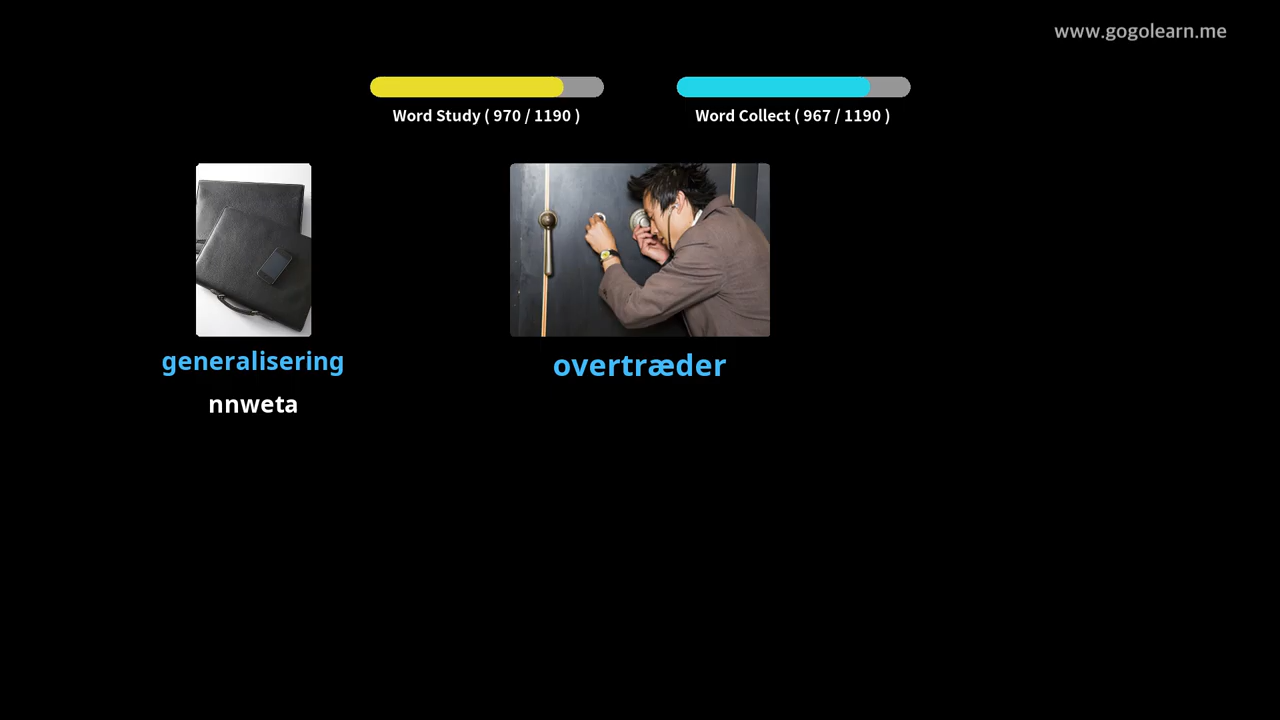 www.gogolearn.me
Word Study ( 970 / 1190 )
Word Collect ( 967 / 1190 )
generalisering
nnweta
overtræder